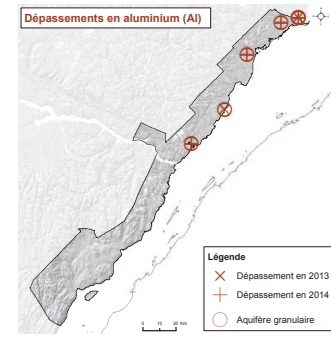 Dépassements en aluminium (Al)
Légende
Dépassement en 2013
Dépassement en 2014
Aquifère granulaire
0 10 20 Km